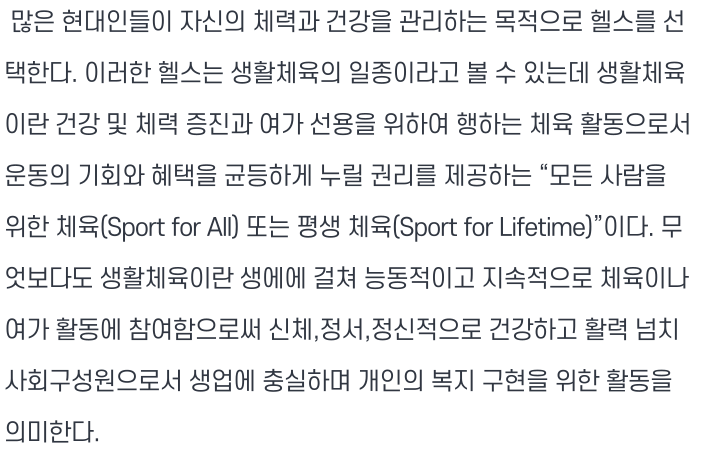 많은 현대인들이 자신의 체력과 건강을 관리하는 목적으로 헬스를 선
택한다. 이러한 헬스는 생활체육의 일종이라고 볼 수 있는데 생활체육
이란 건강 및 체력 증진과 여가 선용을 위하여 행하는 체육 활동으로서
운동의 기회와 혜택을 균등하게 누릴 권리를 제공하는 “모든 사람을
위한 체육(Sport for All) 또는 평생 체육(Sport for Lifetime)”이다. 무
엇보다도 생활체육이란 생에에 걸쳐 능동적이고 지속적으로 체육이나
여가 활동에 참여함으로써 신체,정서,정신적으로 건강하고 활력 넘치
사회구성원으로서 생업에 충실하며 개인의 복지 구현을 위한 활동을
의미한다.